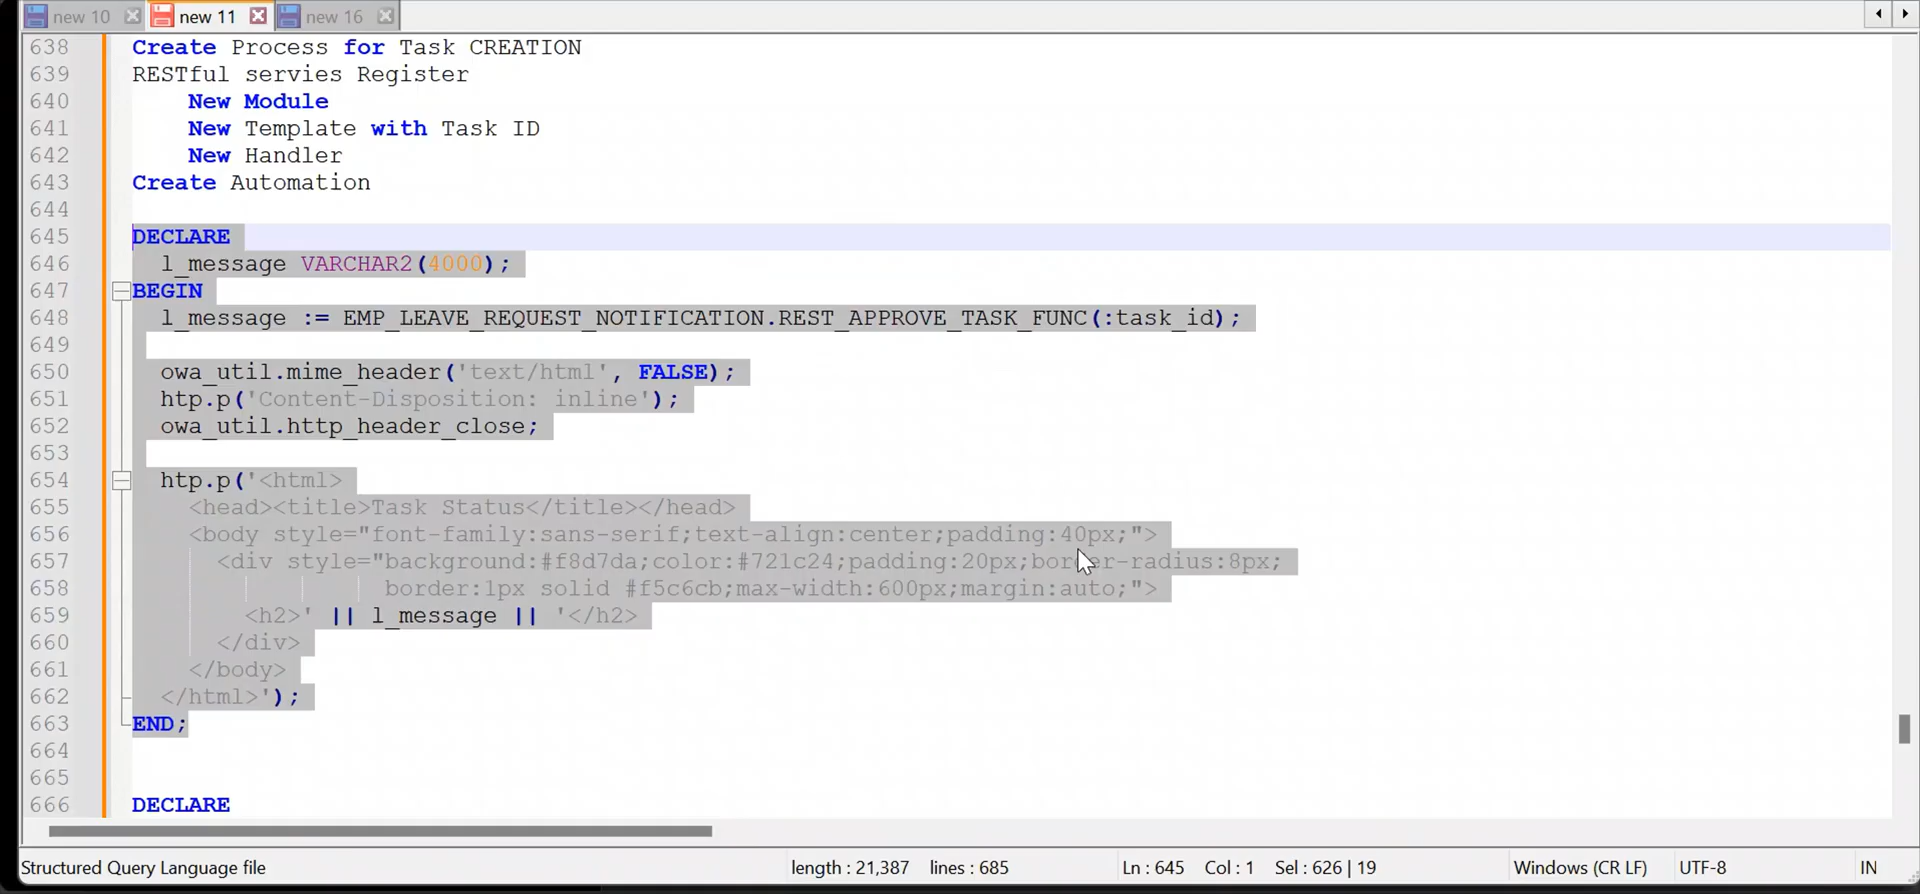 new 10 new 11 new 16
638 Create Process for Task CREATION
639 RESTful servies Register
640 New Module
641 New Template with Task ID
642 New Handler
643 Create Automation
644
645 DECLARE
646 l_message VARCHAR2(4000);
647 BEGIN
648 l_message := EMP_LEAVE_REQUEST_NOTIFICATION.REST_APPROVE_TASK_FUNC(:task_id);
649
650 owa_util.mime_header('text/html', FALSE);
651 htp.p('Content-Disposition: inline');
652 owa_util.http_header_close;
653
654 htp.p('<html>
655 <head><title>Task Status</title></head>
656 <body style="font-family:sans-serif;text-align:center;padding:40px;">
657 <div style="background:#f8d7da;color:#721c24;padding:20px;border-radius:8px;
658 border:1px solid #f5c6cb;max-width:600px;margin:auto;">
659 <h2>' || l_message || '</h2>
660 </div>
661 </body>
662 </html>');
663 END;
664
665
666 DECLARE
Structured Query Language file length : 21,387 lines : 685 Ln : 645 Col : 1 Sel : 626 | 19 Windows (CR LF) UTF-8 IN